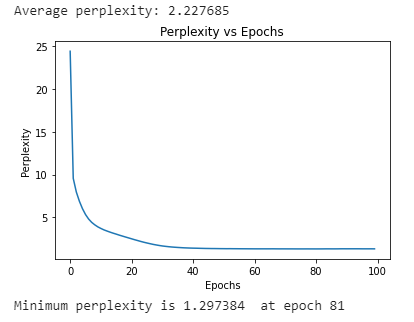 Average perplexity: 2.227685
Perplexity vs Epochs
25
20
15
10
5
Perplexity
0 20 40 60 80 100
Epochs
Minimum perplexity is 1.297384 at epoch 81